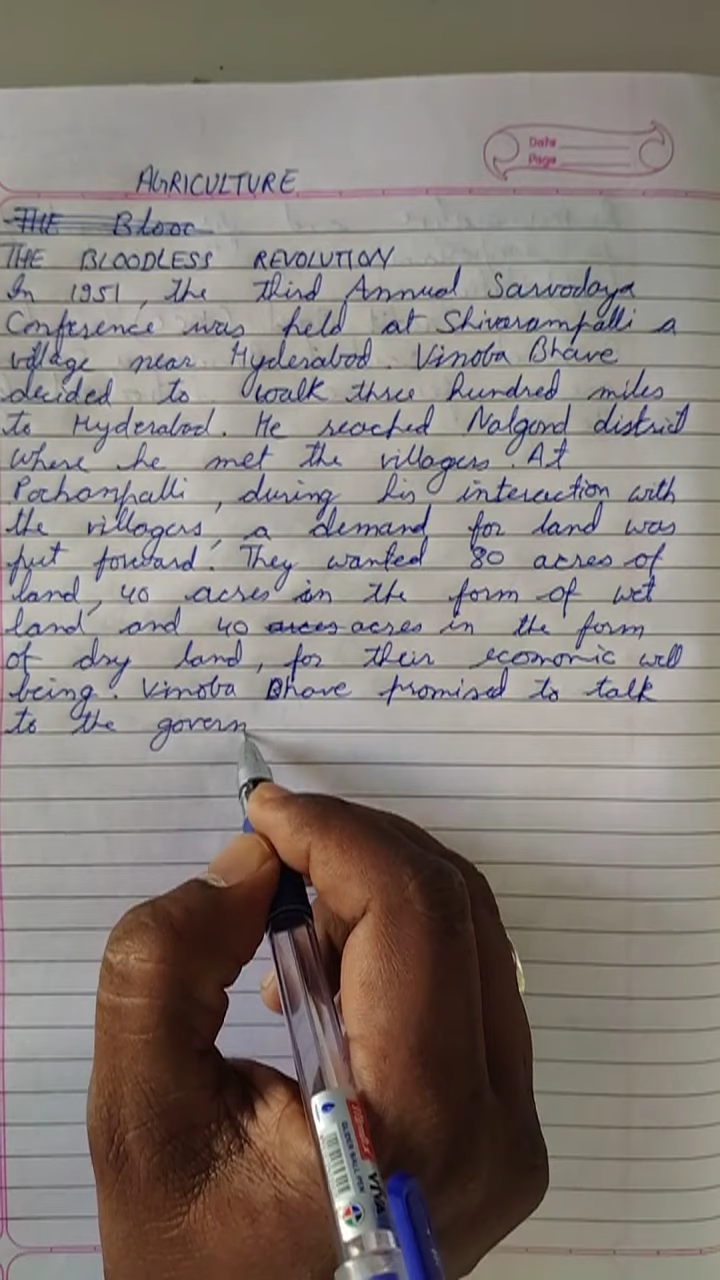 Date
Page
AGRICULTURE
THE Blooc
THE BLOODLESS REVOLUTION
In 1951, the third Annual Sarvodaya
Conference was held at Shivarampalli a
village near Hyderabad. Vinoba Bhave
decided to walk three hundred miles
to Hyderabad. He reached Nalgond district
where he met the villagers. At
Pochampalli, during his interaction with
the villagers, a demand for land was
put forward. They wanted 80 acres of
land, 40 acres in the form of wet
land and 40 acres in the form
of dry land, for their economic well
being. Vinoba Bhave promised to talk
to the govern
VIVA
GLIDER BALL PEN